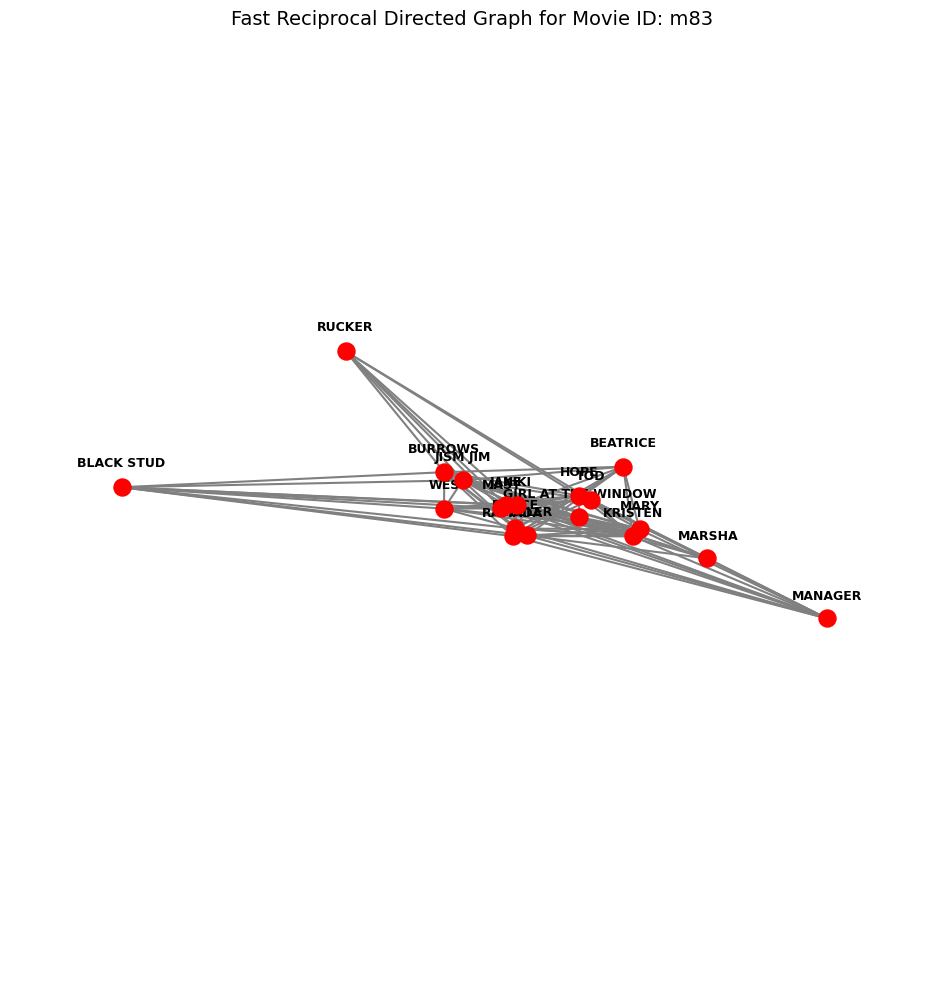 Fast Reciprocal Directed Graph for Movie ID: m83
RUCKER
BEATRICE
BURROWS
JISM JIM
BLACK STUD
HOPE
TOD
GIRL AT THE WINDOW
MARY
KRISTEN
MARSHA
MANAGER